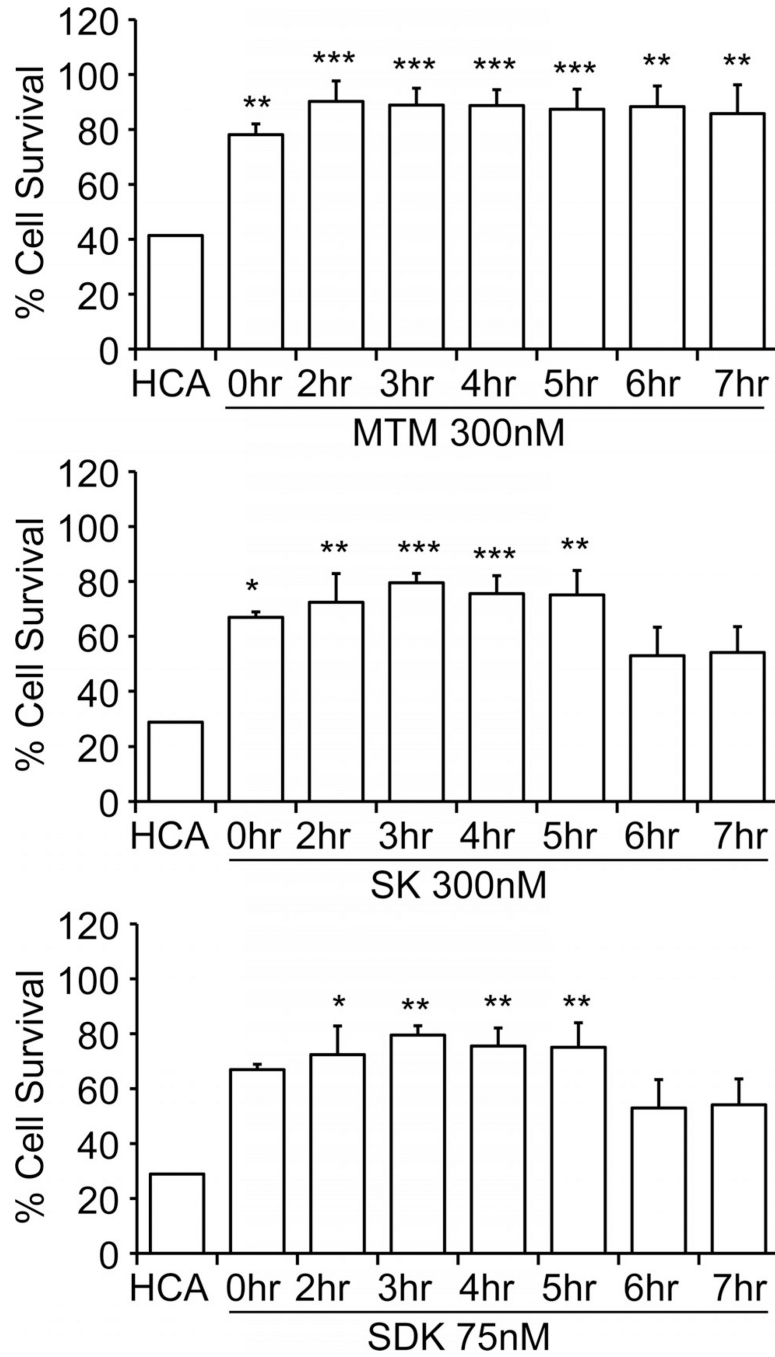 120
100
80
60
40
20
0
% Cell Survival
** *** *** *** *** ** **
HCA 0hr 2hr 3hr 4hr 5hr 6hr 7hr
MTM 300nM
120
100
80
60
40
20
0
% Cell Survival
* ** *** *** **
HCA 0hr 2hr 3hr 4hr 5hr 6hr 7hr
SK 300nM
120
100
80
60
40
20
0
% Cell Survival
* ** ** **
HCA 0hr 2hr 3hr 4hr 5hr 6hr 7hr
SDK 75nM